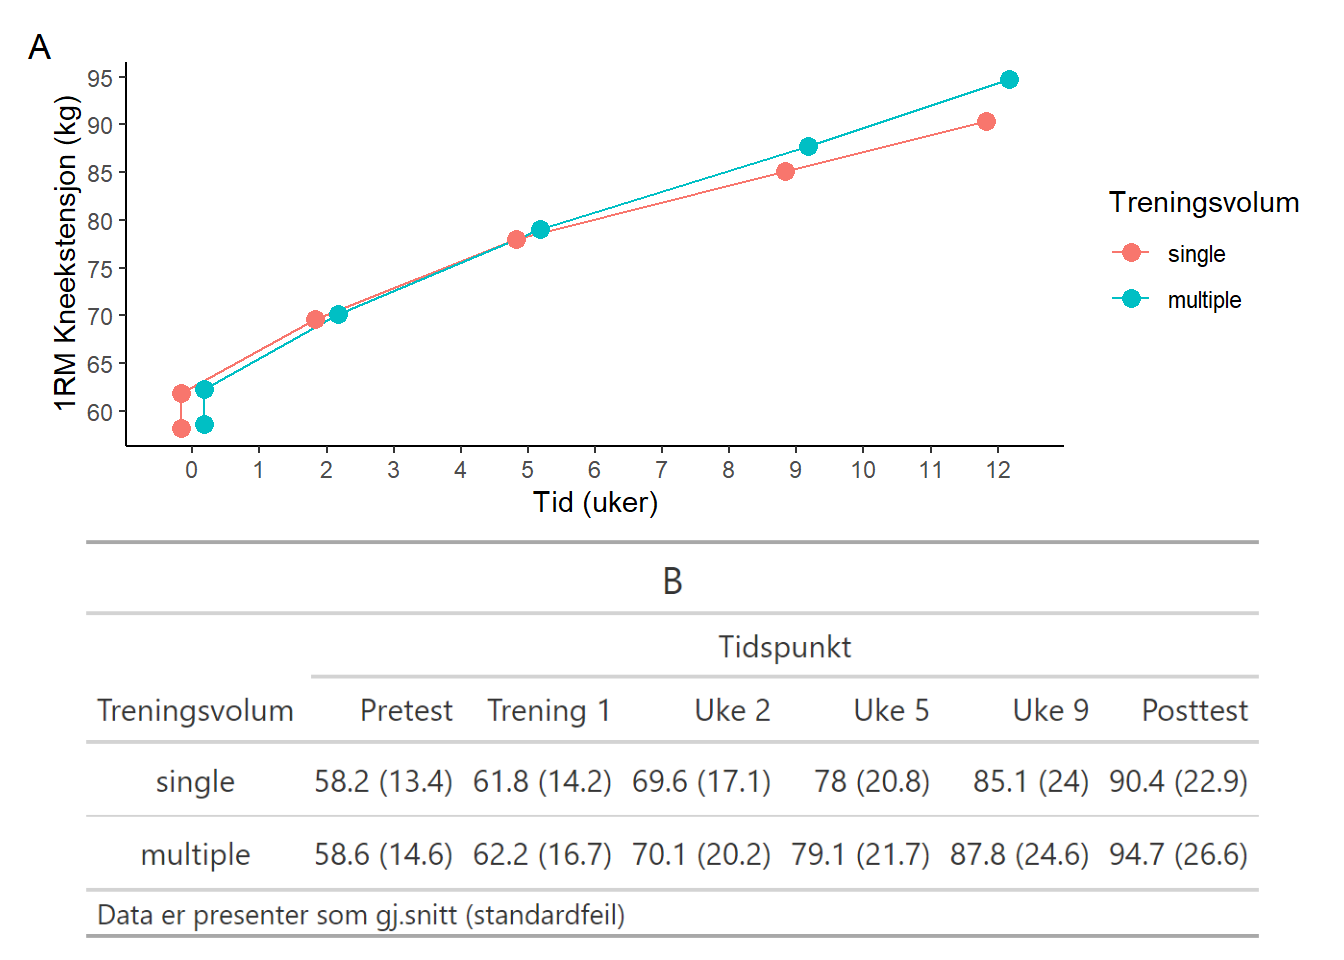 A
95
90
85
80
75
70
65
60
1RM Kneekstensjon (kg)
0 1 2 3 4 5 6 7 8 9 10 11 12
Tid (uker)
Treningsvolum
single
multiple
B
Tidspunkt
Treningsvolum Pretest Trening 1 Uke 2 Uke 5 Uke 9 Posttest
single 58.2 (13.4) 61.8 (14.2) 69.6 (17.1) 78 (20.8) 85.1 (24) 90.4 (22.9)
multiple 58.6 (14.6) 62.2 (16.7) 70.1 (20.2) 79.1 (21.7) 87.8 (24.6) 94.7 (26.6)
Data er presenter som gj.snitt (standardfeil)